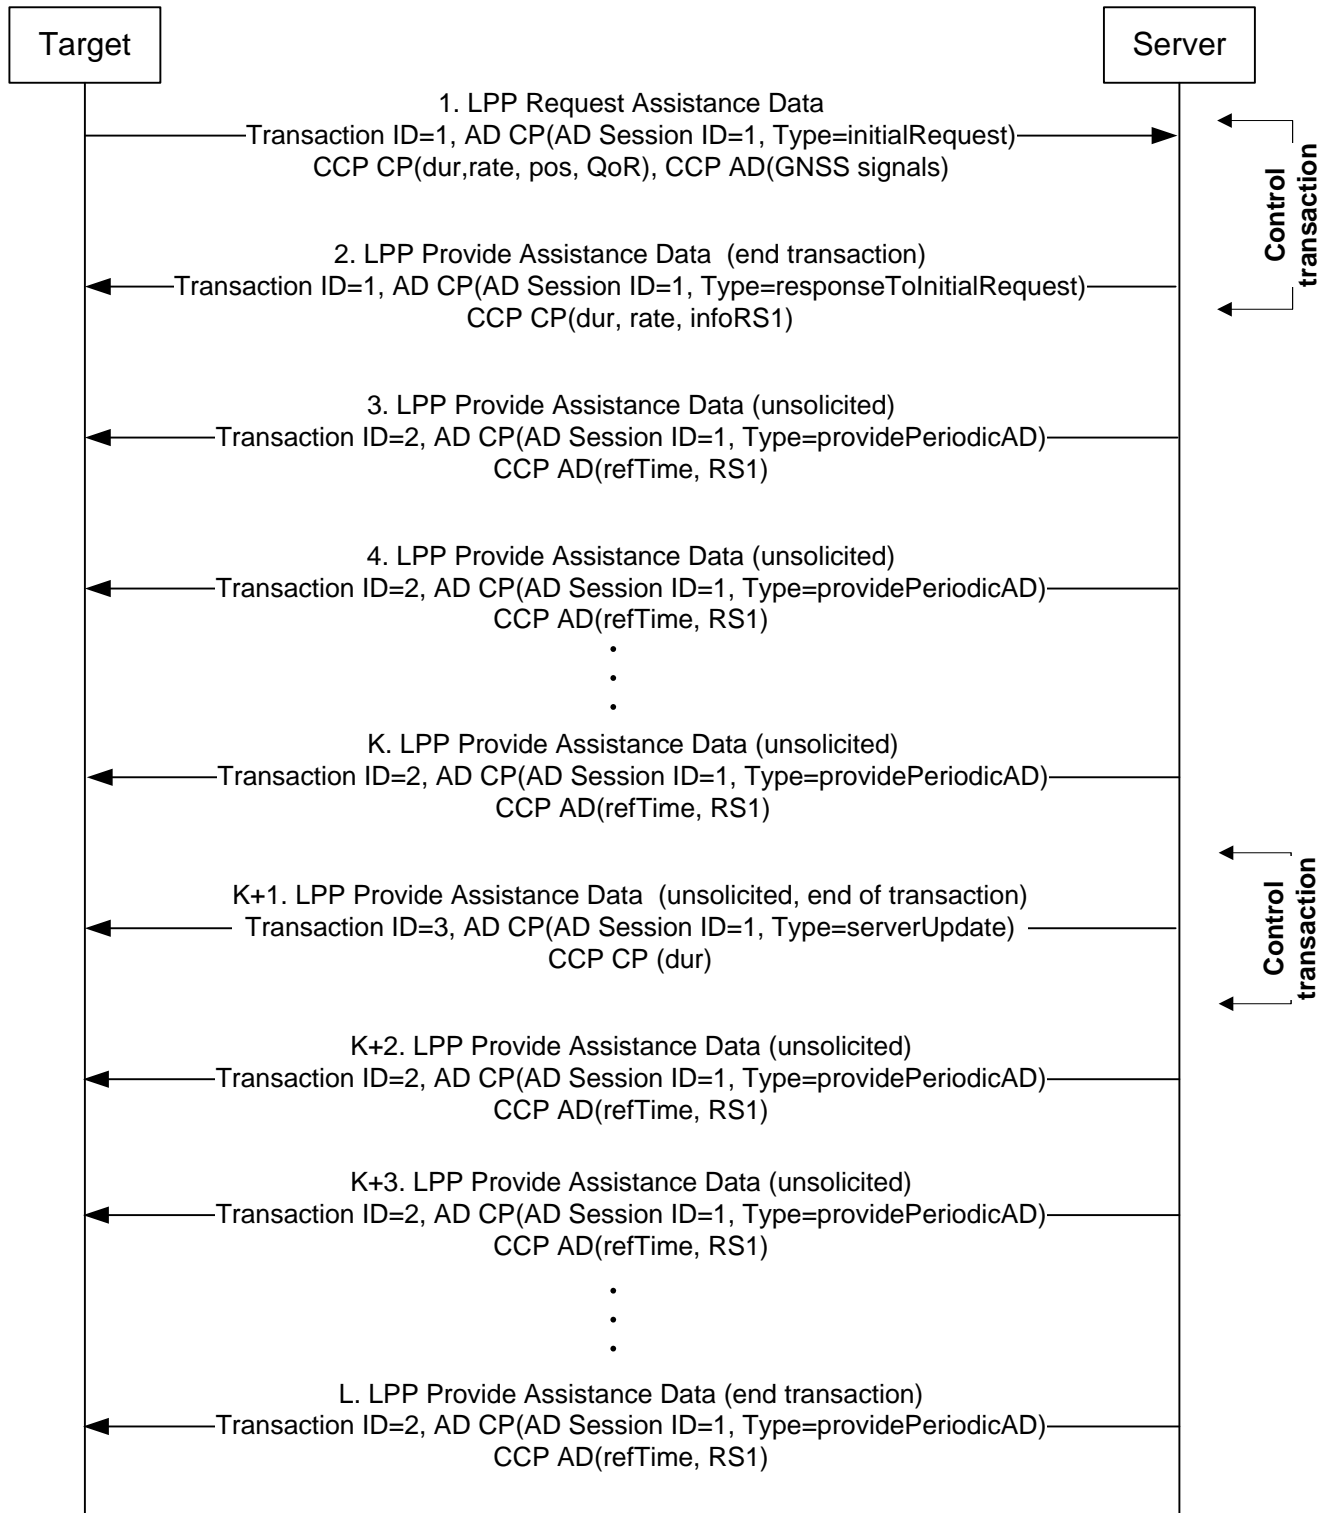 Target
Server
1. LPP Request Assistance Data
Transaction ID=1, AD CP(AD Session ID=1, Type=initialRequest)
CCP CP(dur,rate, pos, QoR), CCP AD(GNSS signals)
Control
transaction
2. LPP Provide Assistance Data  (end transaction)
Transaction ID=1, AD CP(AD Session ID=1, Type=responseToInitialRequest)
CCP CP(dur, rate, infoRS1)
3. LPP Provide Assistance Data (unsolicited)
Transaction ID=2, AD CP(AD Session ID=1, Type=providePeriodicAD)
CCP AD(refTime, RS1)
4. LPP Provide Assistance Data (unsolicited)
Transaction ID=2, AD CP(AD Session ID=1, Type=providePeriodicAD)
CCP AD(refTime, RS1)
.
.
.
K. LPP Provide Assistance Data (unsolicited)
Transaction ID=2, AD CP(AD Session ID=1, Type=providePeriodicAD)
CCP AD(refTime, RS1)
K+1. LPP Provide Assistance Data  (unsolicited, end of transaction)
Transaction ID=3, AD CP(AD Session ID=1, Type=serverUpdate)
CCP CP (dur)
Control
transaction
K+2. LPP Provide Assistance Data (unsolicited)
Transaction ID=2, AD CP(AD Session ID=1, Type=providePeriodicAD)
CCP AD(refTime, RS1)
K+3. LPP Provide Assistance Data (unsolicited)
Transaction ID=2, AD CP(AD Session ID=1, Type=providePeriodicAD)
CCP AD(refTime, RS1)
.
.
.
L. LPP Provide Assistance Data (end transaction)
Transaction ID=2, AD CP(AD Session ID=1, Type=providePeriodicAD)
CCP AD(refTime, RS1)